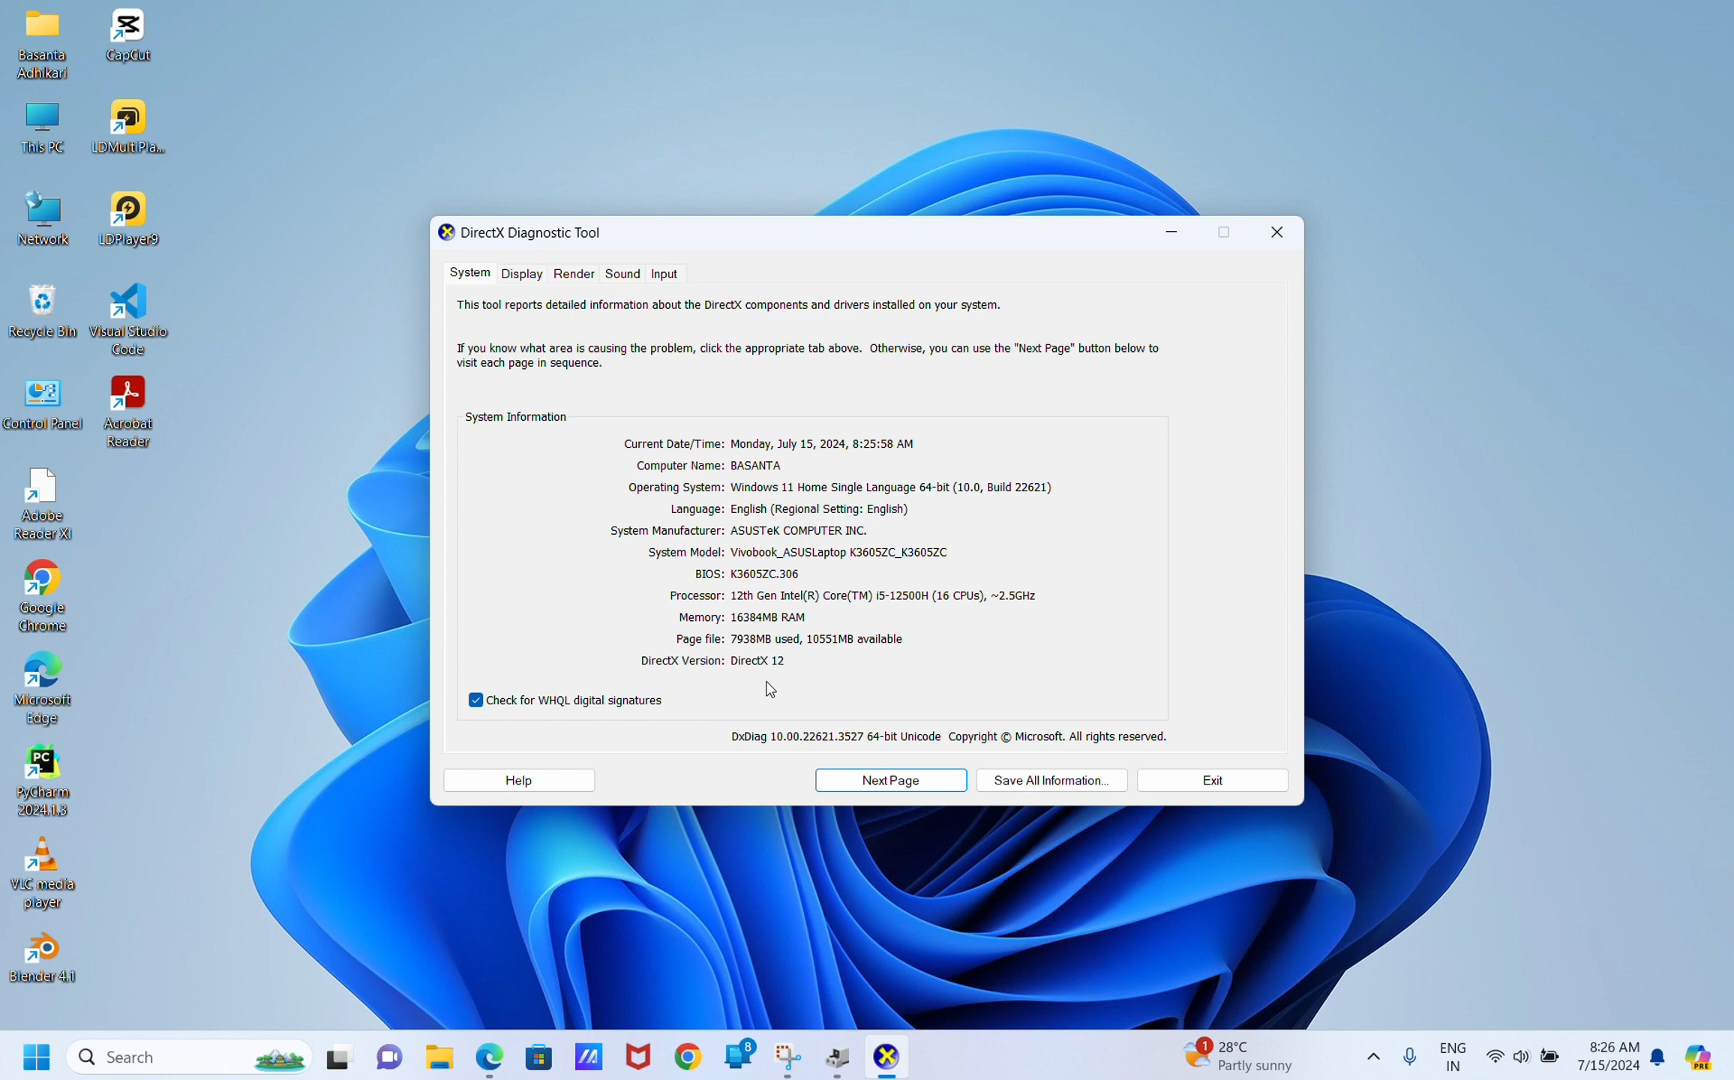 Basanta
Adhikari
CapCut
This PC
LDMultiPla...
Network
LDPlayer9
Recycle Bin
Visual Studio
Code
Control Panel
Acrobat
Reader
Adobe
Reader XI
Google
Chrome
Microsoft
Edge
PC
PyCharm
2024.1.3
VLC media
player
Blender 4.1
DirectX Diagnostic Tool
System Display Render Sound Input
This tool reports detailed information about the DirectX components and drivers installed on your system.
If you know what area is causing the problem, click the appropriate tab above. Otherwise, you can use the "Next Page" button below to
visit each page in sequence.
System Information
Current Date/Time: Monday, July 15, 2024, 8:25:58 AM
Computer Name: BASANTA
Operating System: Windows 11 Home Single Language 64-bit (10.0, Build 22621)
Language: English (Regional Setting: English)
System Manufacturer: ASUSTeK COMPUTER INC.
System Model: Vivobook_ASUSLaptop K3605ZC_K3605ZC
BIOS: K3605ZC.306
Processor: 12th Gen Intel(R) Core(TM) i5-12500H (16 CPUs), ~2.5GHz
Memory: 16384MB RAM
Page file: 7938MB used, 10551MB available
DirectX Version: DirectX 12
Check for WHQL digital signatures
DxDiag 10.00.22621.3527 64-bit Unicode Copyright © Microsoft. All rights reserved.
Help Next Page Save All Information... Exit
Search
8
1
28°C
Partly sunny
ENG
IN
8:26 AM
7/15/2024
PRE